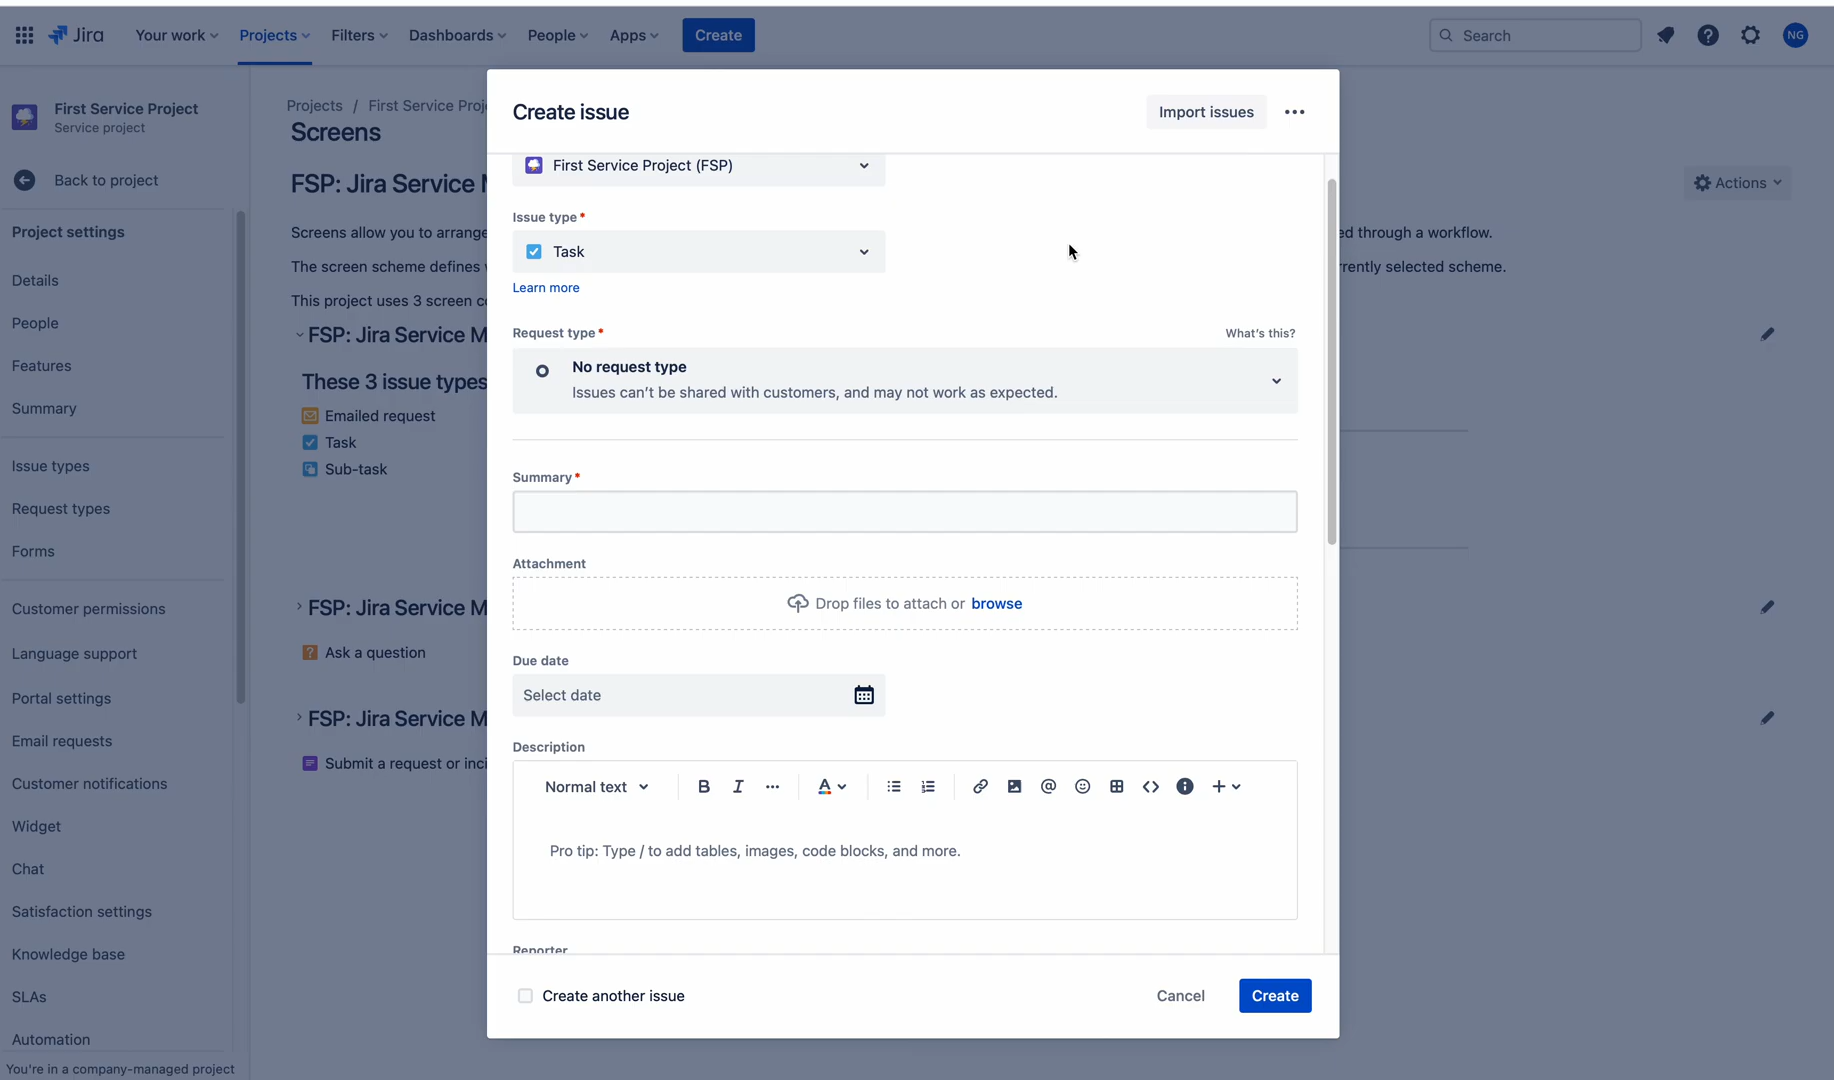 Jira
Your work
Projects
Filters
Dashboards
People
Apps
Create
Search
NG
First Service Project
Service project
Back to project
Project settings
Details
People
Features
Summary
Issue types
Request types
Forms
Customer permissions
Language support
Portal settings
Email requests
Customer notifications
Widget
Chat
Satisfaction settings
Knowledge base
SLAs
Automation
You're in a company-managed project
Projects / First Service Proj
Screens
FSP: Jira Service M
Actions
Screens allow you to arrange
ed through a workflow.
The screen scheme defines
rently selected scheme.
This project uses 3 screen c
FSP: Jira Service M
These 3 issue types
Emailed request
Task
Sub-task
FSP: Jira Service M
Ask a question
FSP: Jira Service M
Submit a request or inci
Create issue
Import issues
First Service Project (FSP)
Issue type*
Task
Learn more
Request type*
What's this?
No request type
Issues can't be shared with customers, and may not work as expected.
Summary*
Attachment
Drop files to attach or browse
Due date
Select date
Description
Normal text
Pro tip: Type / to add tables, images, code blocks, and more.
Reporter
Create another issue
Cancel
Create